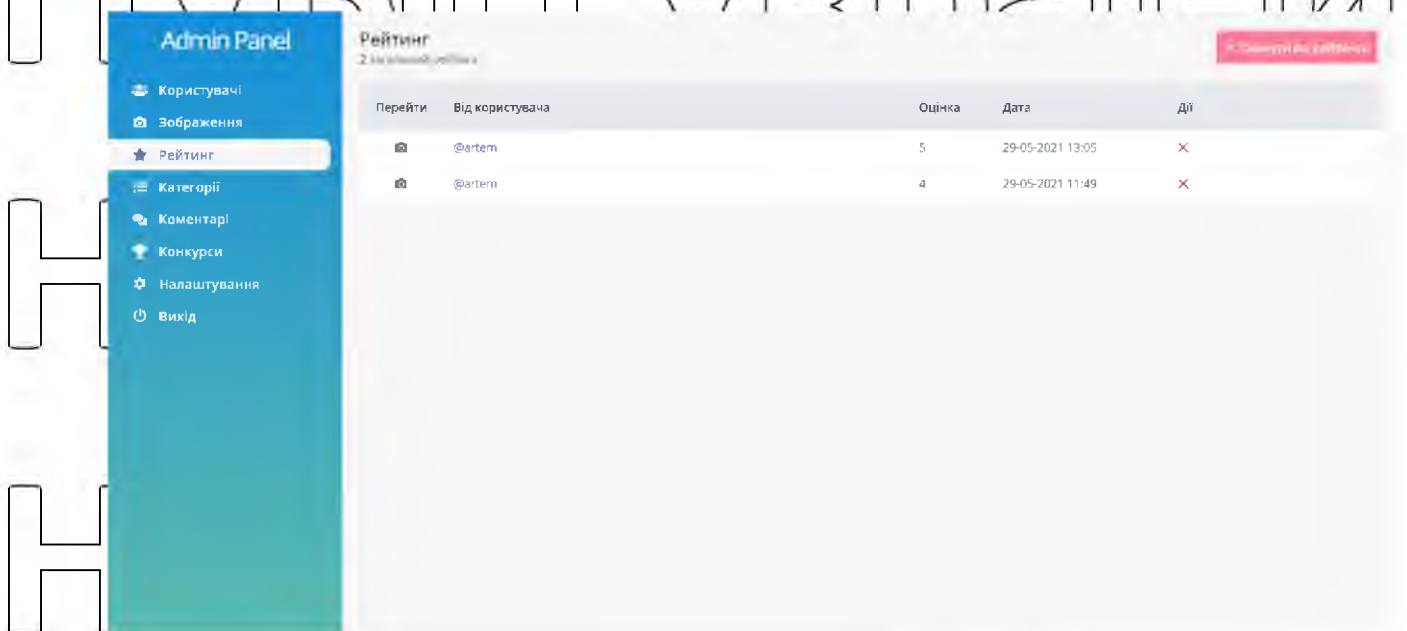 Admin Panel
Користувачі
Зображення
Рейтинг
Категорії
Коментарі
Конкурси
Налаштування
Вихід
Рейтинг
2
Перейти Від користувача Оцінка Дата Дії
@artem 5 29-05-2021 13:05
@artem 4 29-05-2021 11:49